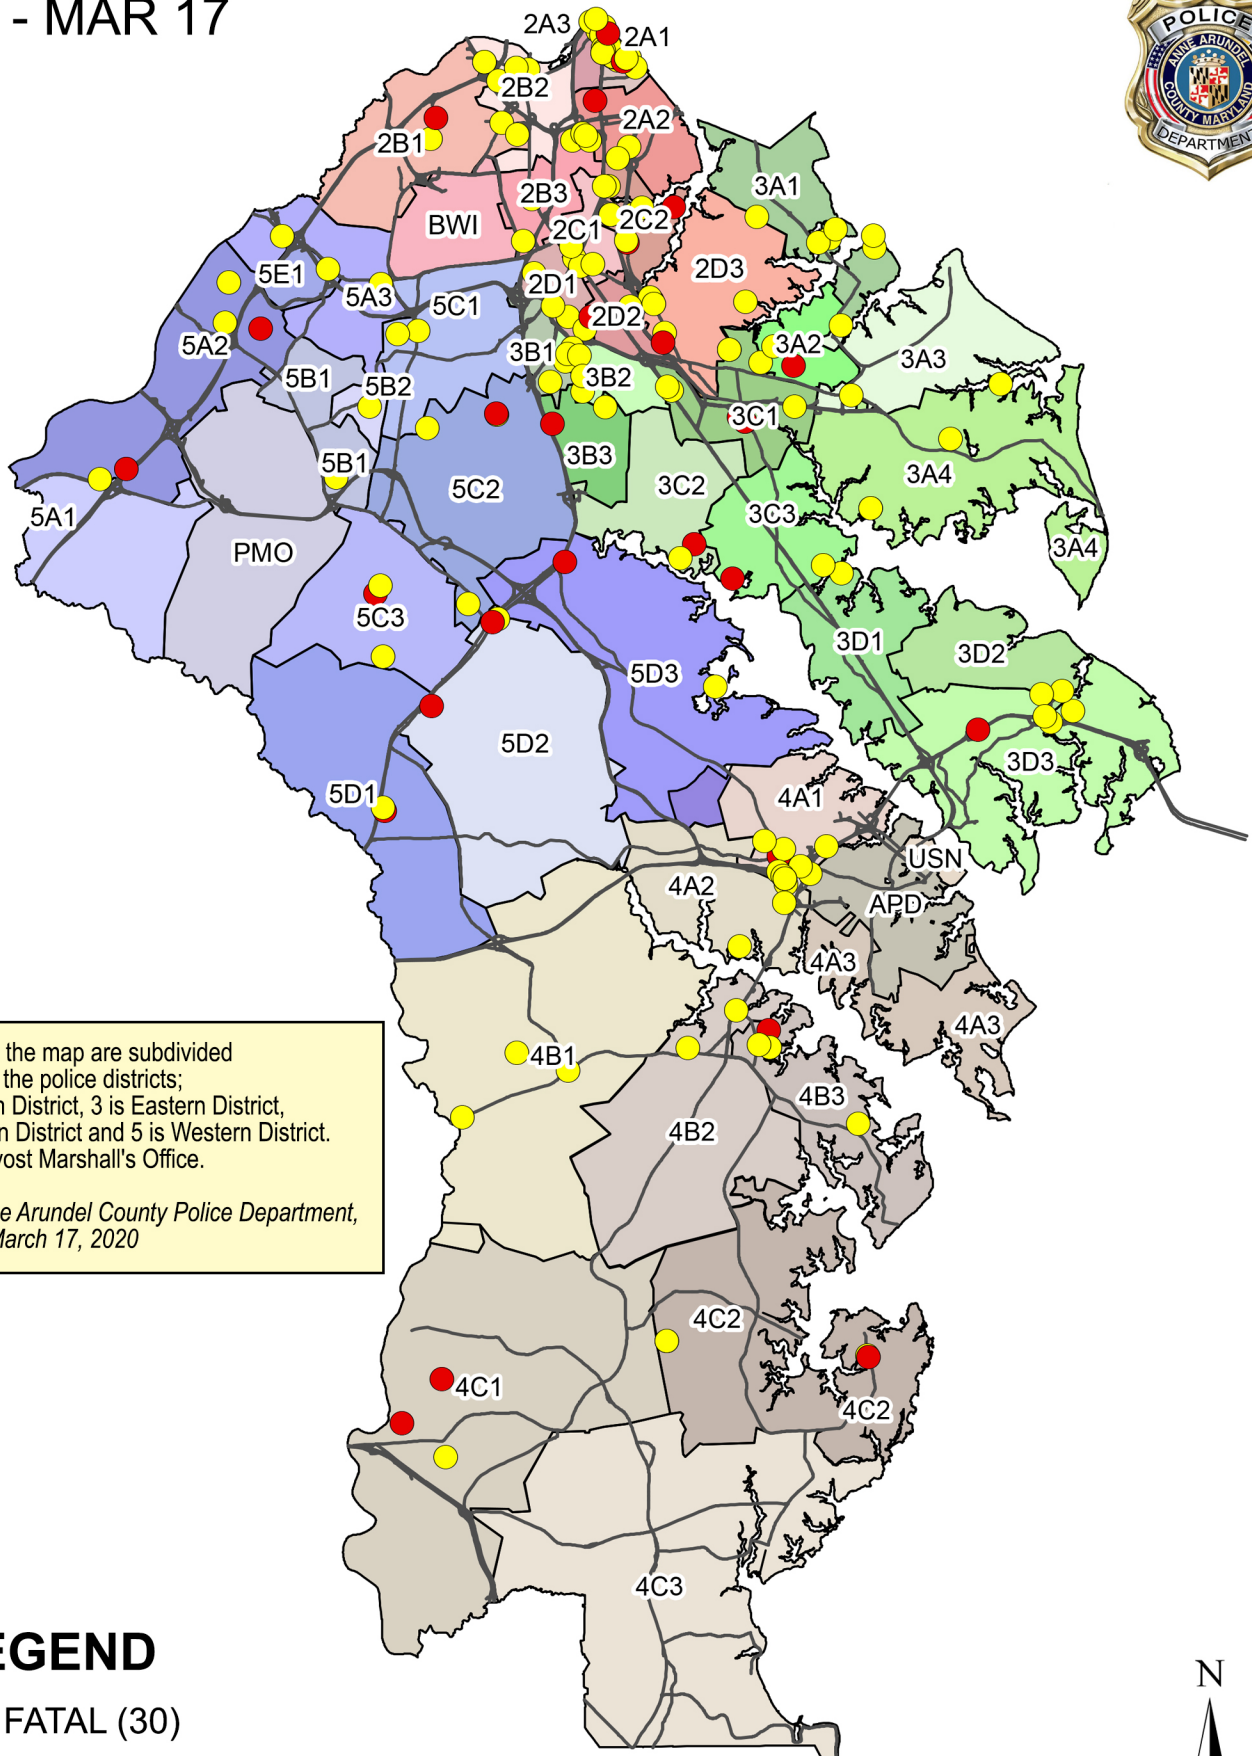 - MAR 17
POLICE
ANNE ARUNDEL
COUNTY MARYLAND
DEPARTMENT
2A3
2A1
2B2
2A2
2B1
3A1
2B3
BWI
2C1
2C2
2D3
5E1
2D1
5A3
5C1
2D2
5A2
3B1
3A2
3A3
5B1
5B2
3B2
3C1
3B3
5B1
5C2
3C2
3A4
5A1
3C3
PMO
3A4
5C3
3D1
3D2
5D3
5D2
3D3
5D1
4A1
USN
4A2
APD
4A3
4A3
the map are subdivided
the police districts;
n District, 3 is Eastern District,
n District and 5 is Western District.
vost Marshall's Office.
e Arundel County Police Department,
March 17, 2020
4B1
4B3
4B2
4C2
4C1
4C2
4C3
EGEND
FATAL (30)
N